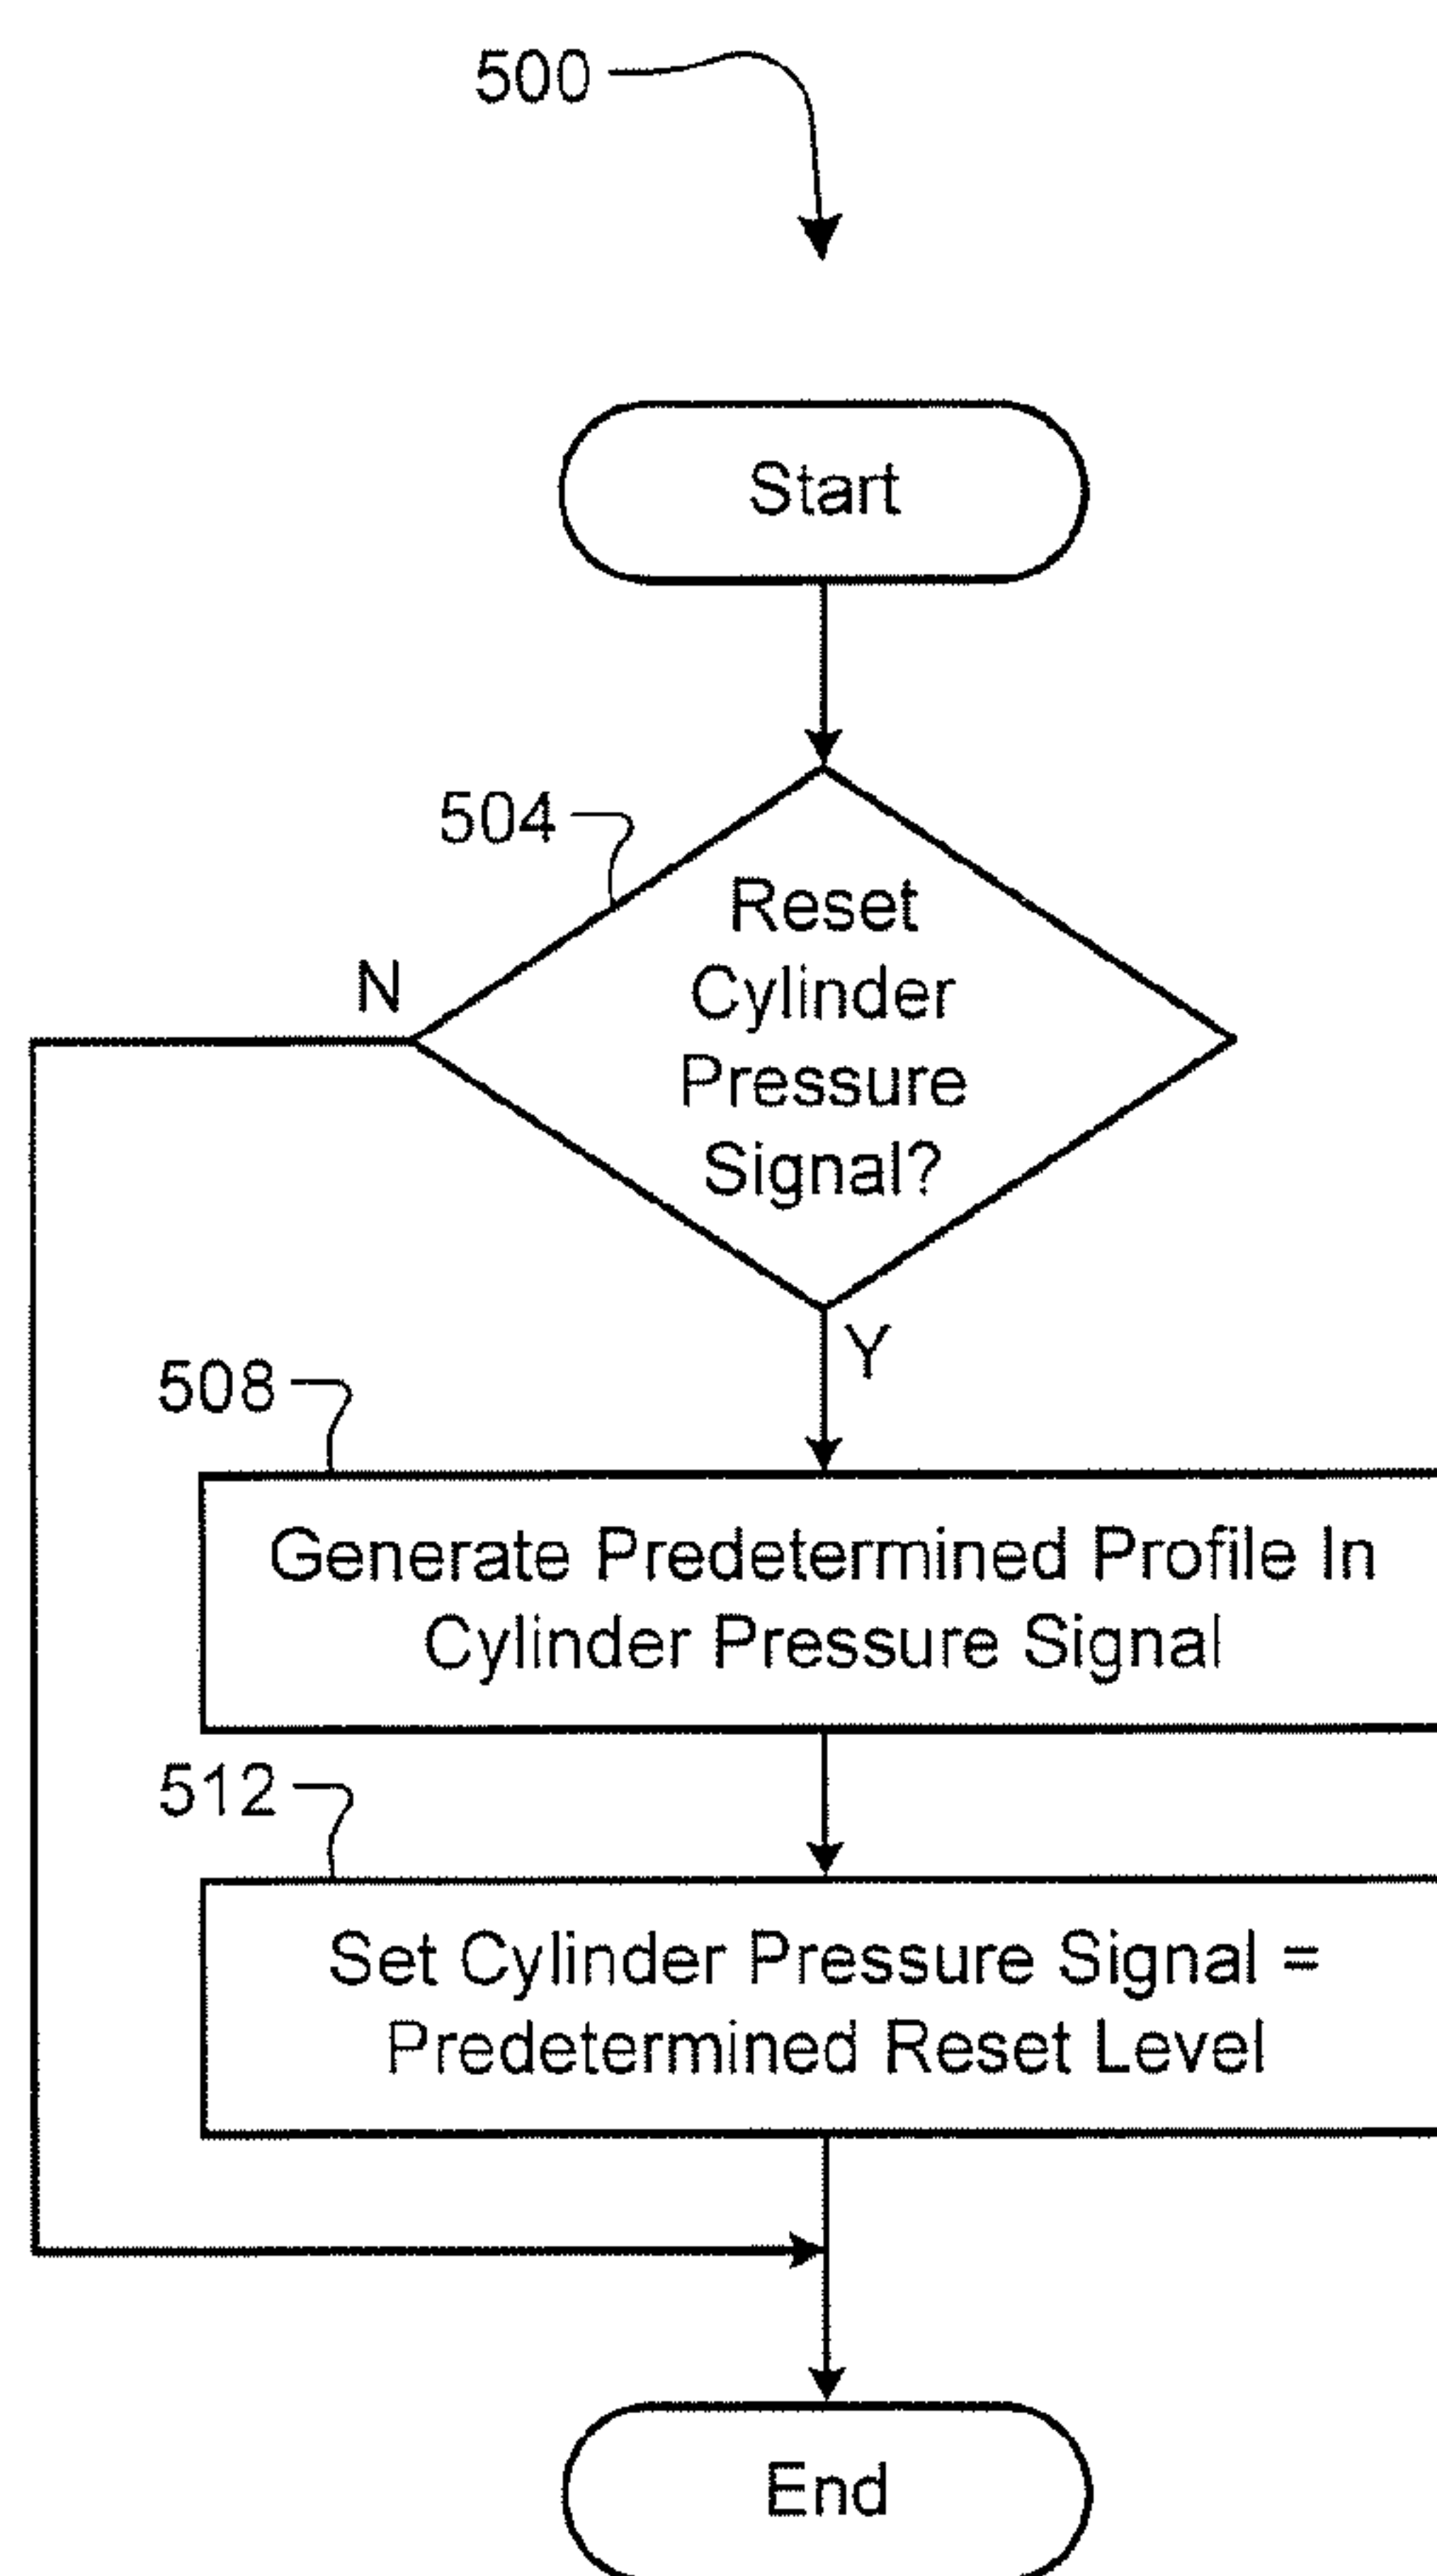 500
Start
504
Reset
Cylinder
Pressure
Signal?
N
Y
508
Generate Predetermined Profile In
Cylinder Pressure Signal
512
Set Cylinder Pressure Signal =
Predetermined Reset Level
End